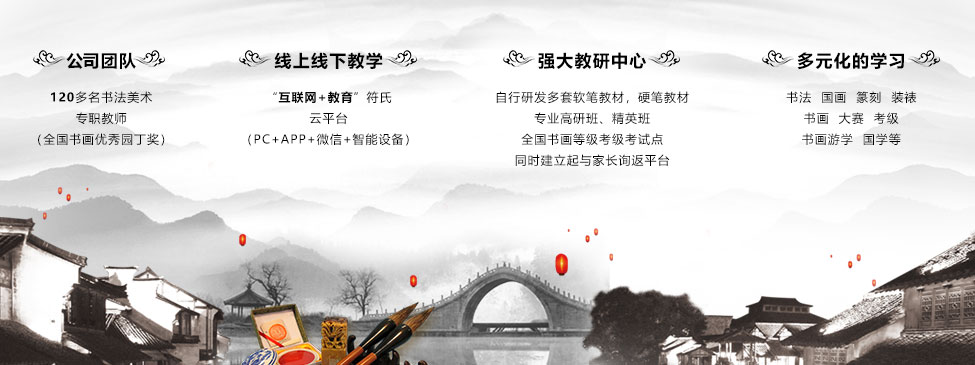 公司团队
120多名书法美术
专职教师
（全国书画优秀园丁奖）
线上线下教学
“互联网+教育”符氏
云平台
（PC+APP+微信+智能设备）
强大教研中心
自行研发多套软笔教材，硬笔教材
专业高研班、精英班
全国书画等级考级考试点
同时建立起与家长询返平台
多元化的学习
书法 国画 篆刻 装裱
书画 大赛 考级
书画游学 国学等